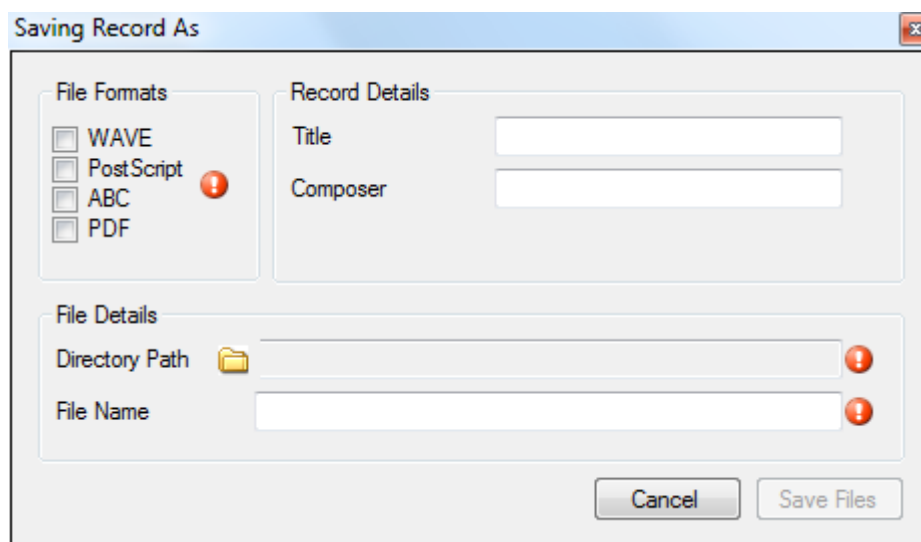 Saving Record As
File Formats
WAVE
PostScript
ABC
PDF
Record Details
Title
Composer
File Details
Directory Path
File Name
Cancel
Save Files